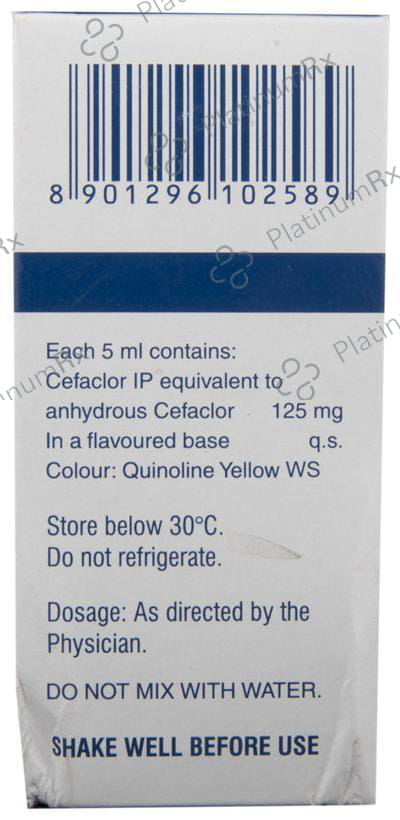 8 901296 102589
Each 5 ml contains:
Cefaclor IP equivalent to
anhydrous Cefaclor 125 mg
In a flavoured base q.s.
Colour: Quinoline Yellow WS
Store below 30°C.
Do not refrigerate.
Dosage: As directed by the
Physician.
DO NOT MIX WITH WATER.
SHAKE WELL BEFORE USE
PlatinumRx
PlatinumRx